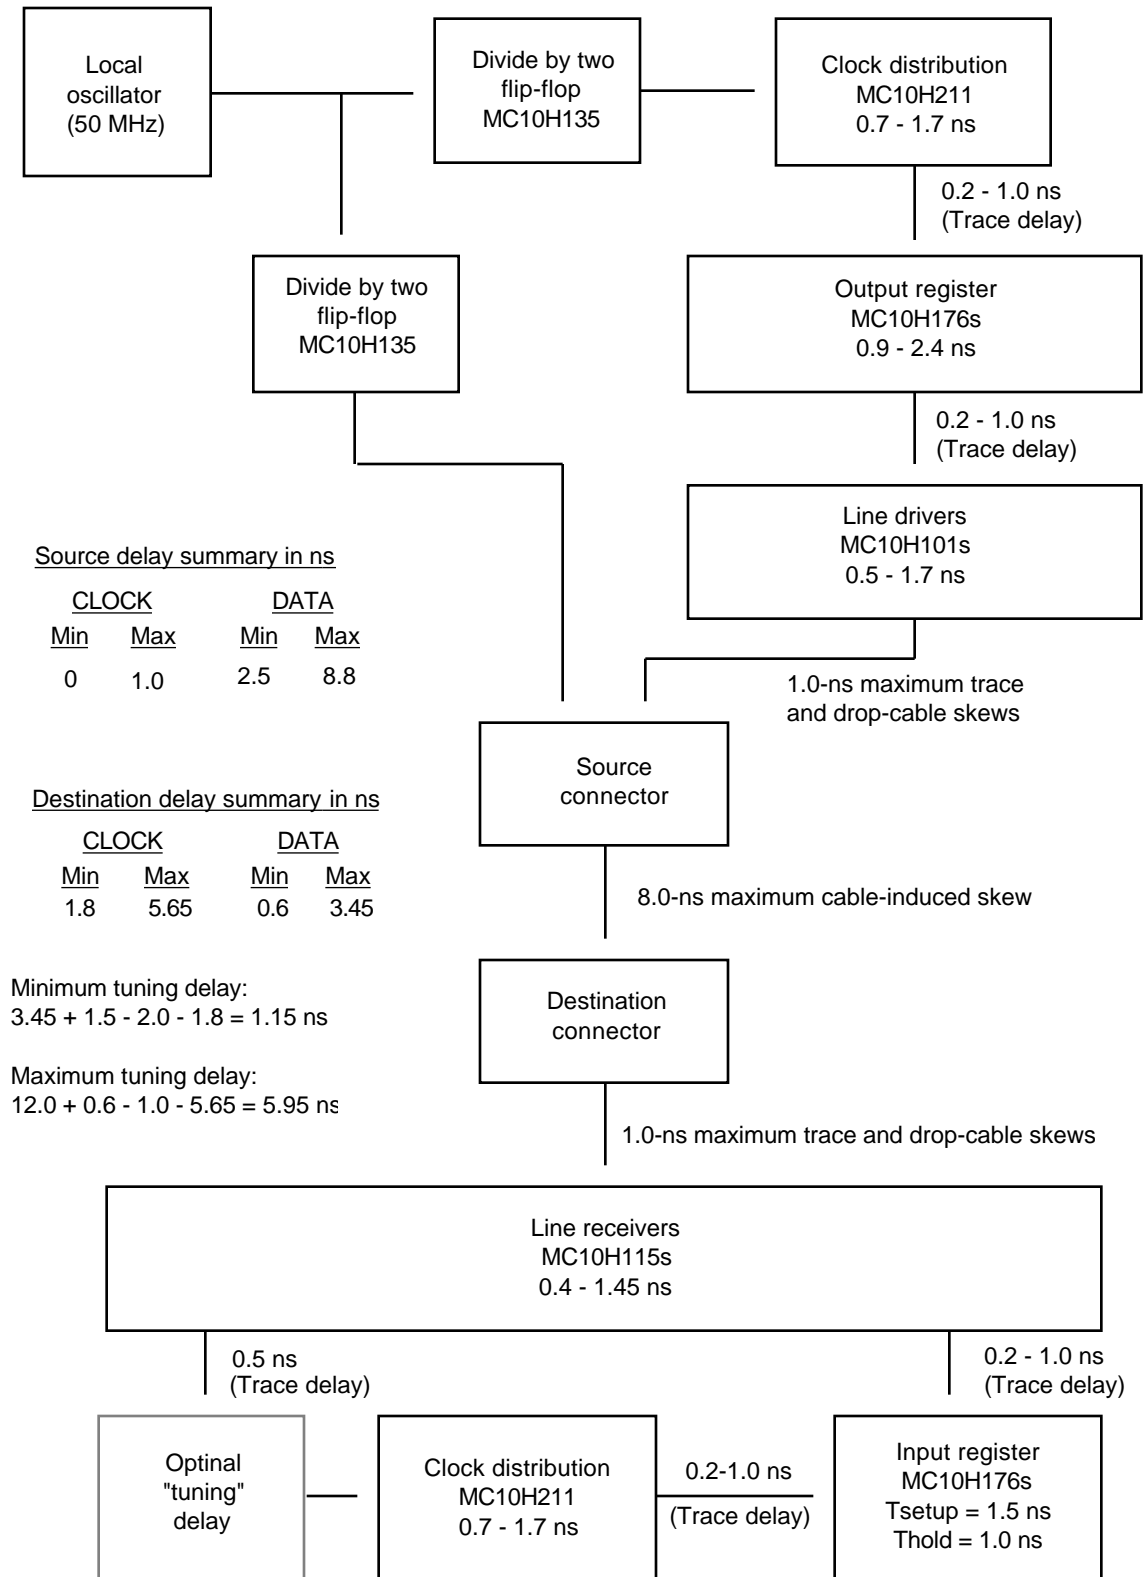 Local
oscillator
(50 MHz)
Divide by two
flip-flop
MC10H135
Clock distribution
MC10H211
0.7 - 1.7 ns
0.2 - 1.0 ns
(Trace delay)
Divide by two
flip-flop
MC10H135
Output register
MC10H176s
0.9 - 2.4 ns
0.2 - 1.0 ns
(Trace delay)
Line drivers
MC10H101s
0.5 - 1.7 ns
Source delay summary in ns
CLOCK DATA
Min Max Min Max
0 1.0 2.5 8.8
1.0-ns maximum trace
and drop-cable skews
Source
connector
Destination delay summary in ns
CLOCK DATA
Min Max Min Max
1.8 5.65 0.6 3.45
8.0-ns maximum cable-induced skew
Minimum tuning delay:
3.45 + 1.5 - 2.0 - 1.8 = 1.15 ns
Destination
connector
Maximum tuning delay:
12.0 + 0.6 - 1.0 - 5.65 = 5.95 ns
1.0-ns maximum trace and drop-cable skews
Line receivers
MC10H115s
0.4 - 1.45 ns
0.5 ns
(Trace delay)
0.2 - 1.0 ns
(Trace delay)
Optinal
"tuning"
delay
Clock distribution
MC10H211
0.7 - 1.7 ns
0.2-1.0 ns
(Trace delay)
Input register
MC10H176s
Tsetup = 1.5 ns
Thold = 1.0 ns